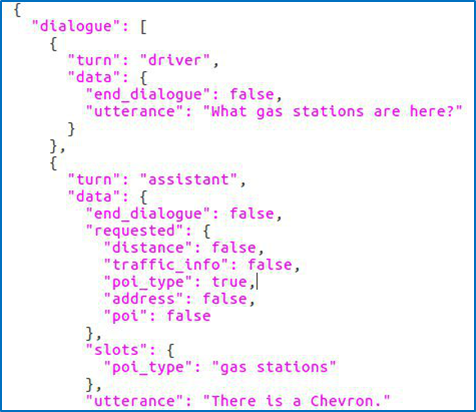 {
  "dialogue": [
    {
      "turn": "driver",
      "data": {
        "end_dialogue": false,
        "utterance": "What gas stations are here?"
      }
    },
    {
      "turn": "assistant",
      "data": {
        "end_dialogue": false,
        "requested": {
          "distance": false,
          "traffic_info": false,
          "poi_type": true,
          "address": false,
          "poi": false
        },
        "slots": {
          "poi_type": "gas stations"
        },
        "utterance": "There is a Chevron."